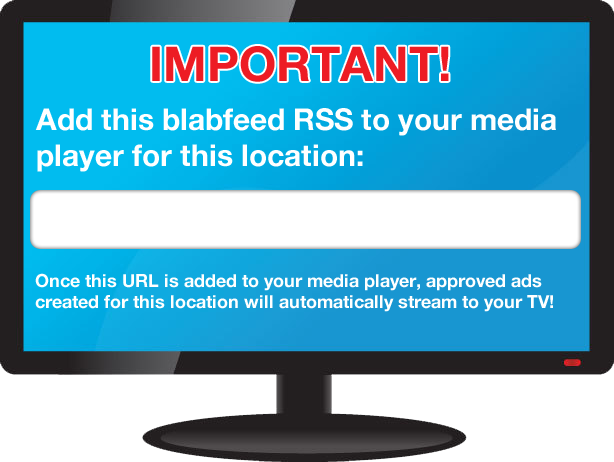 IMPORTANT!
Add this blabfeed RSS to your media
player for this location:
Once this URL is added to your media player, approved ads
created for this location will automatically stream to your TV!